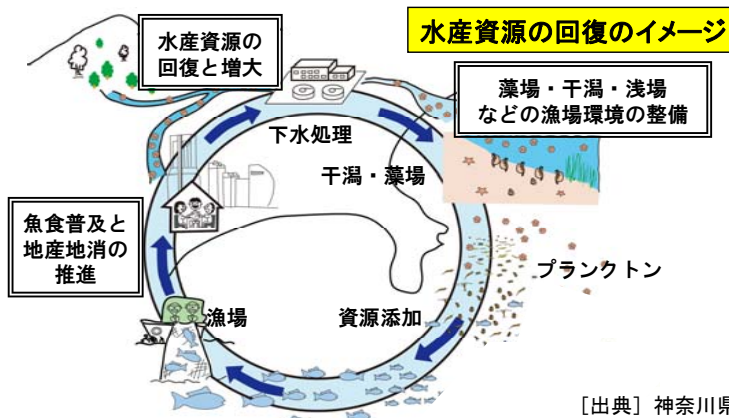 水産資源の回復のイメージ
水産資源の
回復と増大
藻場・干潟・浅場
などの漁場環境の整備
下水処理
干潟・藻場
魚食普及と
地産地消の
推進
プランクトン
漁場
資源添加
［出典］神奈川県